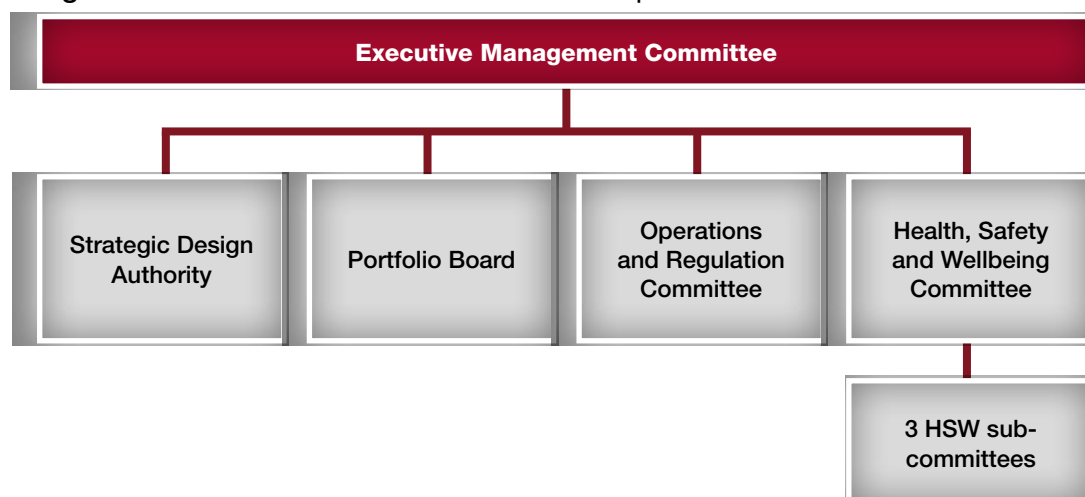 Executive Management Committee
Strategic Design
Authority
Portfolio Board
Operations
and Regulation
Committee
Health, Safety
and Wellbeing
Committee
3 HSW sub-
committees